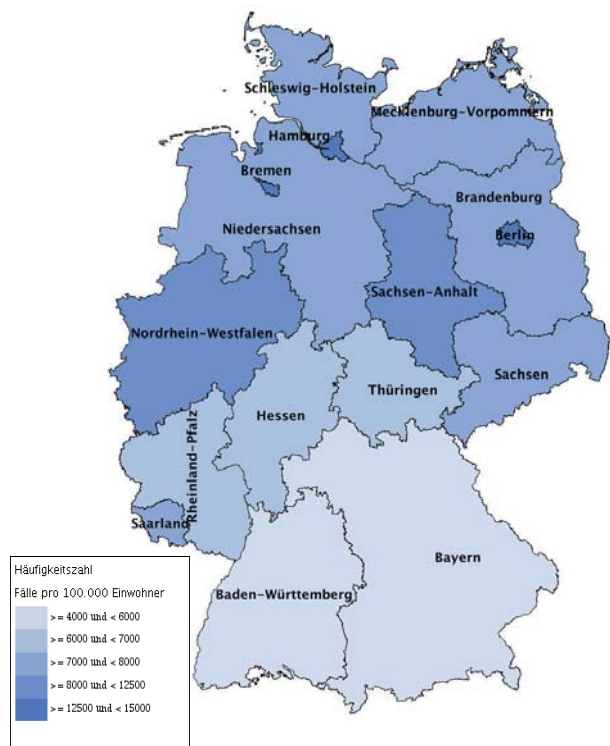 Schleswig-Holstein
Mecklenburg-Vorpommern
Hamburg
Bremen
Brandenburg
Niedersachsen
Berlin
Sachsen-Anhalt
Nordrhein-Westfalen
Sachsen
Thüringen
Hessen
Rheinland-Pfalz
Saarland
Bayern
Baden-Württemberg
Häufigkeitszahl
Fälle pro 100.000 Einwohner
>= 4000 und < 6000
>= 6000 und < 7000
>= 7000 und < 8000
>= 8000 und < 12500
>= 12500 und < 15000